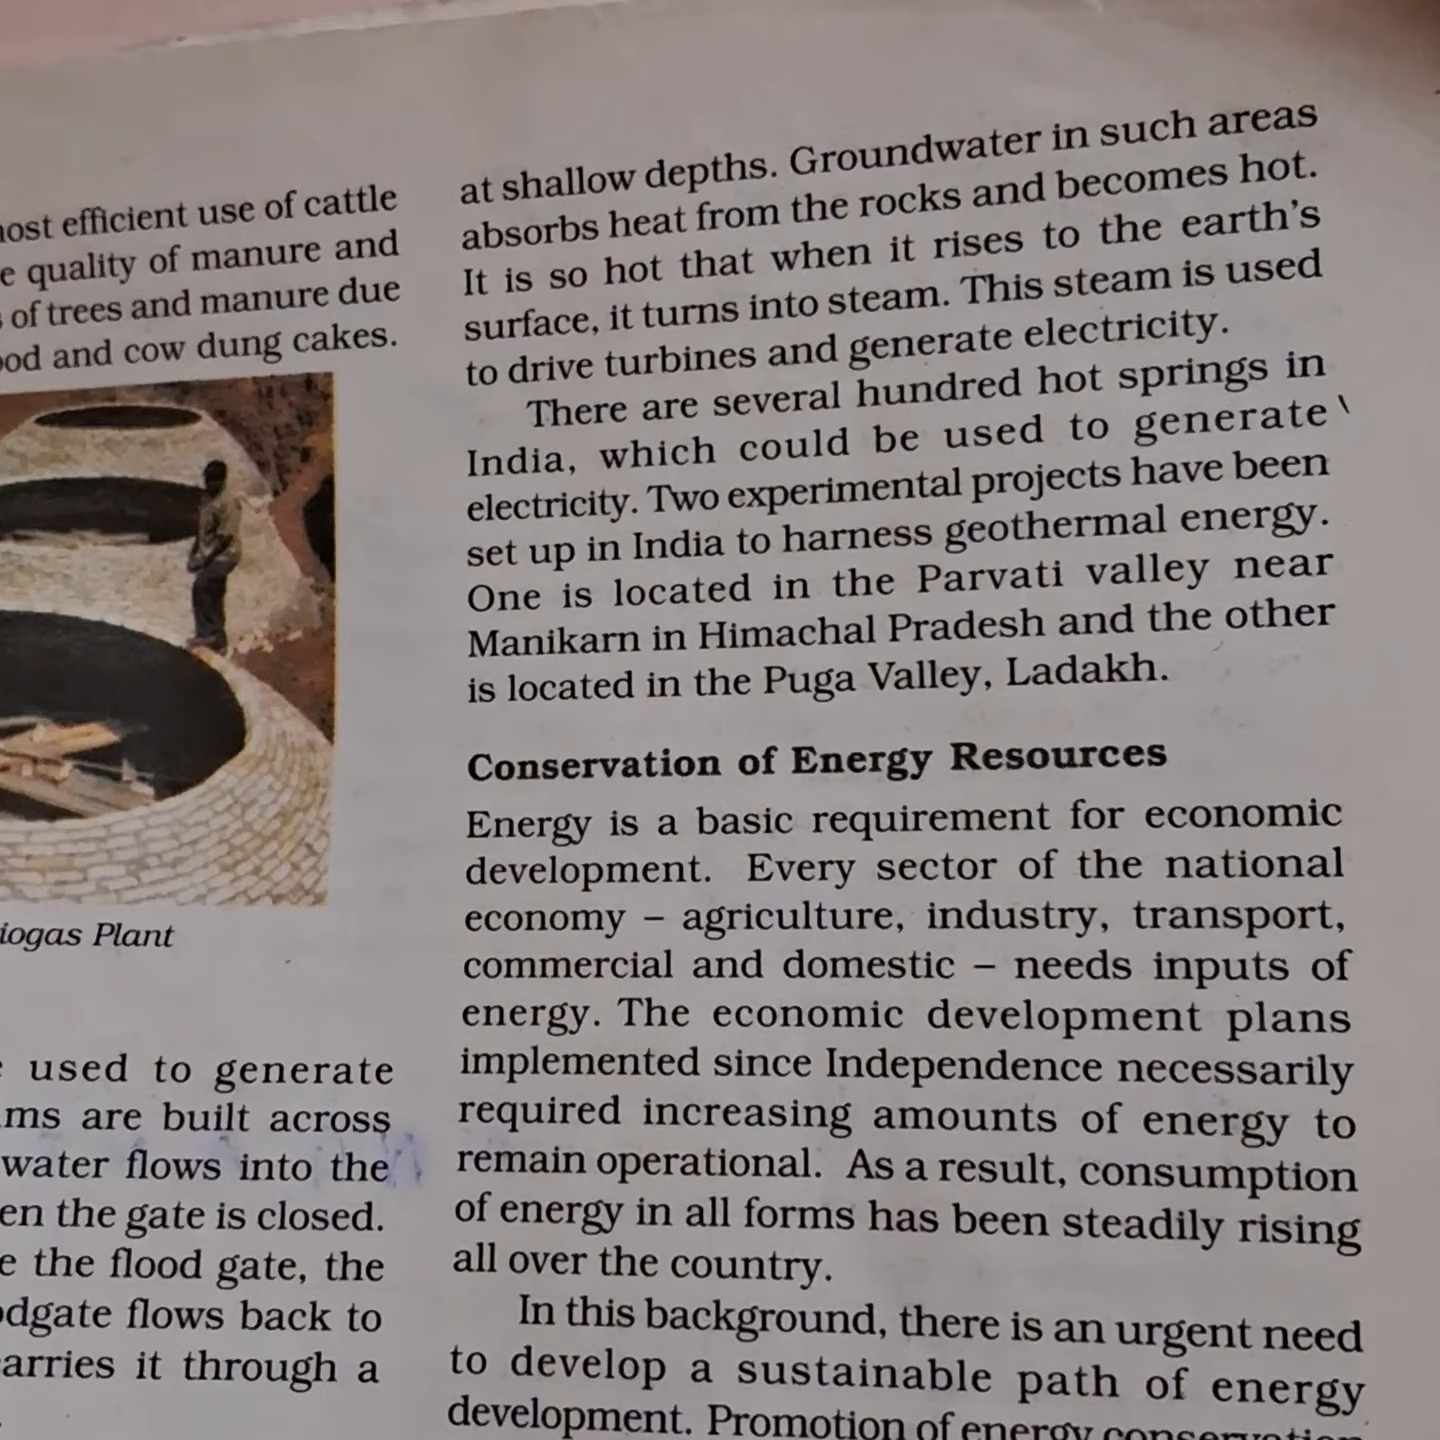 ost efficient use of cattle
e quality of manure and
of trees and manure due
ood and cow dung cakes.
iogas Plant
used to generate
ms are built across
water flows into the
en the gate is closed.
e the flood gate, the
odgate flows back to
arries it through a
at shallow depths. Groundwater in such areas
absorbs heat from the rocks and becomes hot.
It is so hot that when it rises to the earth's
surface, it turns into steam. This steam is used
to drive turbines and generate electricity.
There are several hundred hot springs in
India, which could be used to generate
electricity. Two experimental projects have been
set up in India to harness geothermal energy.
One is located in the Parvati valley near
Manikarn in Himachal Pradesh and the other
is located in the Puga Valley, Ladakh.
Conservation of Energy Resources
Energy is a basic requirement for economic
development. Every sector of the national
economy – agriculture, industry, transport,
commercial and domestic – needs inputs of
energy. The economic development plans
implemented since Independence necessarily
required increasing amounts of energy to
remain operational. As a result, consumption
of energy in all forms has been steadily rising
all over the country.
In this background, there is an urgent need
to develop a sustainable path of energy
development. Promotion of energy conservation